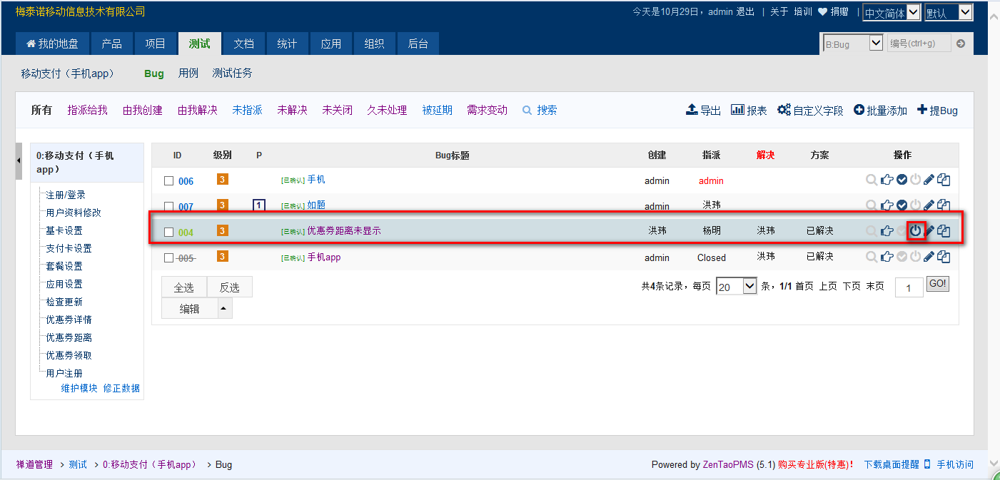 梅泰诺移动信息技术有限公司
今天是10月29日，admin 退出 | 关于 培训 捐赠 | 中文简体 默认
我的地盘 产品 项目 测试 文档 统计 应用 组织 后台 B:Bug 编号(ctrl+g)
移动支付（手机app） Bug 用例 测试任务
所有 指派给我 由我创建 由我解决 未指派 未解决 未关闭 久未处理 被延期 需求变动 搜索 导出 报表 自定义字段 批量添加 提Bug
0:移动支付（手机
app）
注册/登录
用户资料修改
基卡设置
支付卡设置
套餐设置
应用设置
检查更新
优惠券详情
优惠券距离
优惠券领取
用户注册
维护模块 修正数据
ID 级别 P Bug标题 创建 指派 解决 方案 操作
006 3 [已确认] 手机 admin admin
007 3 1 [已确认] 如题 admin 洪玮
004 3 [已确认] 优惠券距离未显示 洪玮 杨明 洪玮 已解决
005 3 [已确认] 手机app admin Closed 洪玮 已解决
全选 反选
编辑
共4条记录，每页 20 条，1/1 首页 上页 下页 末页 1 GO!
禅道管理 › 测试 › 0:移动支付（手机app） › Bug
Powered by ZenTaoPMS (5.1) 购买专业版(特惠)! 下载桌面提醒 手机访问